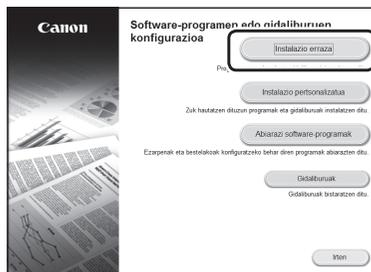 Canon
Software-programen edo gidaliburuen
konfigurazioa
Instalazio erraza
Instalazio pertsonalizatua
Zuk hautatzen dituzun programak eta gidaliburuak instalatzen ditu.
Abiarazi software-programak
Ezarpenak eta bestelakoak konfiguratzeko behar diren programak abiarazten ditu.
Gidaliburuak
Gidaliburuak bistaratzen ditu.
Irten